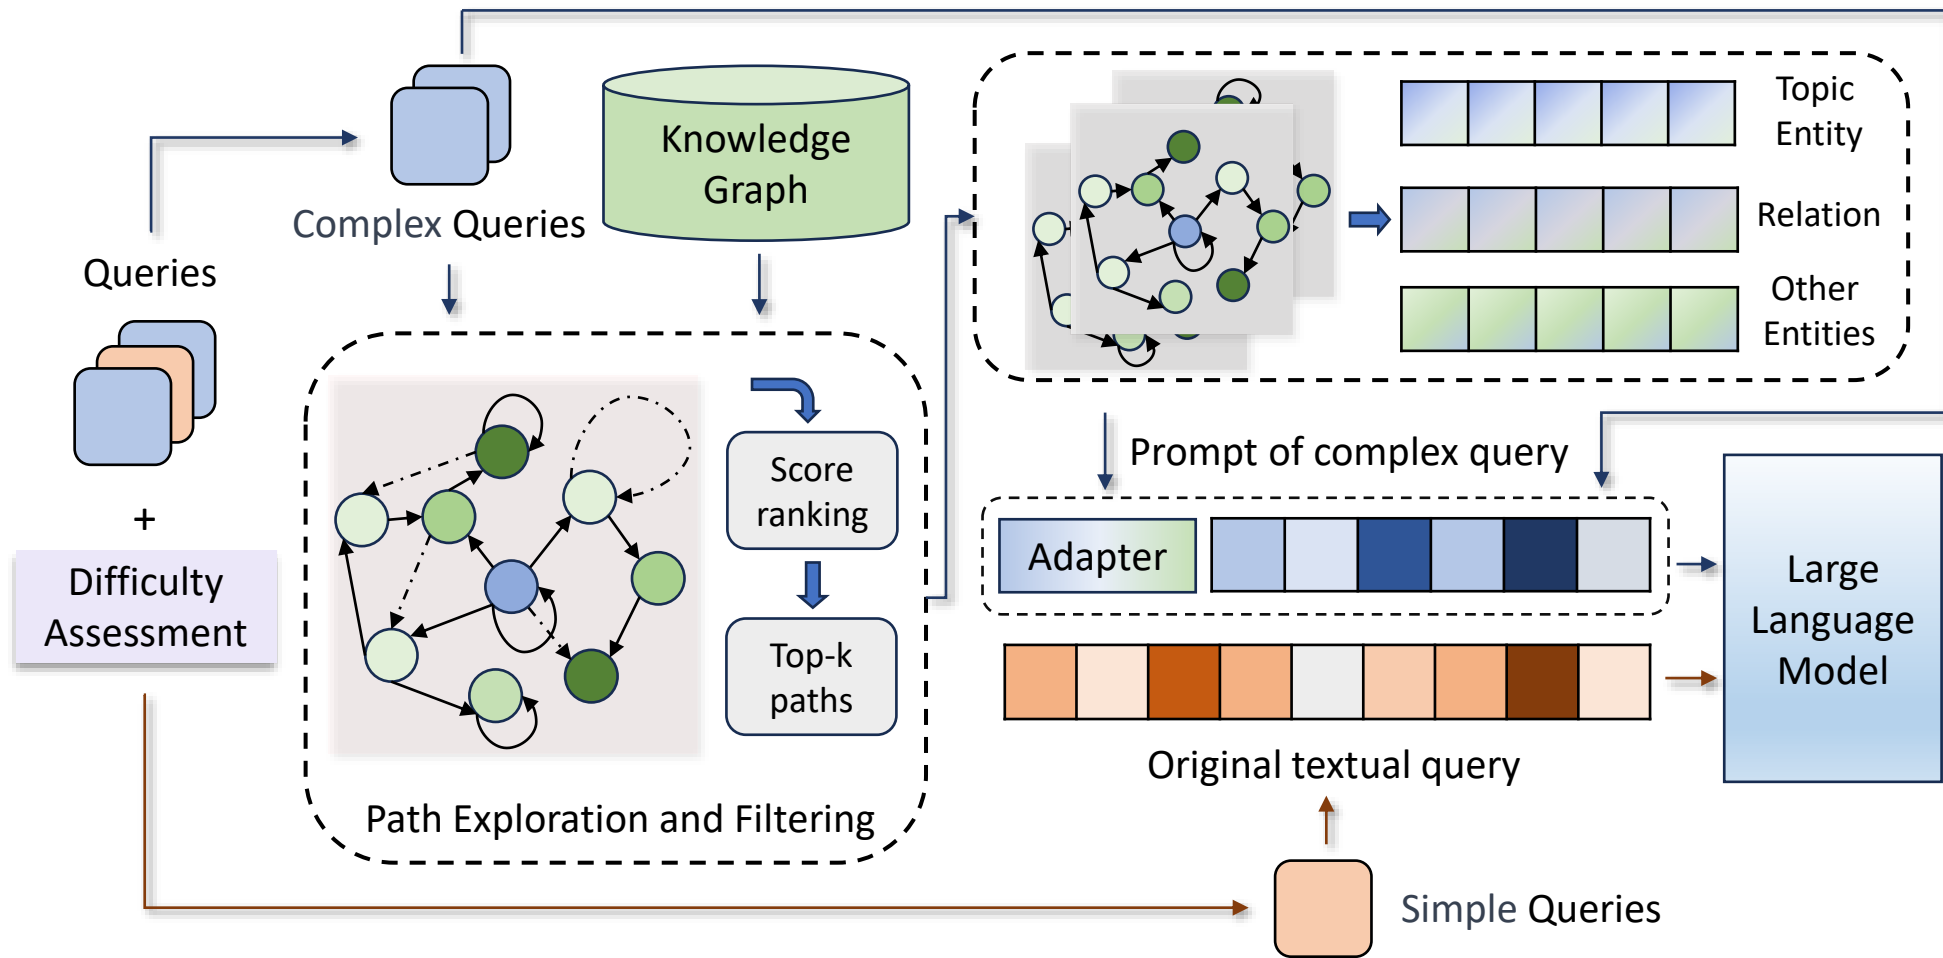 Queries
+
Difficulty
Assessment
Complex Queries
Knowledge
Graph
Score
ranking
Top-k
paths
Path Exploration and Filtering
Topic
Entity
Relation
Other
Entities
Prompt of complex query
Adapter
Original textual query
Simple Queries
Large
Language
Model